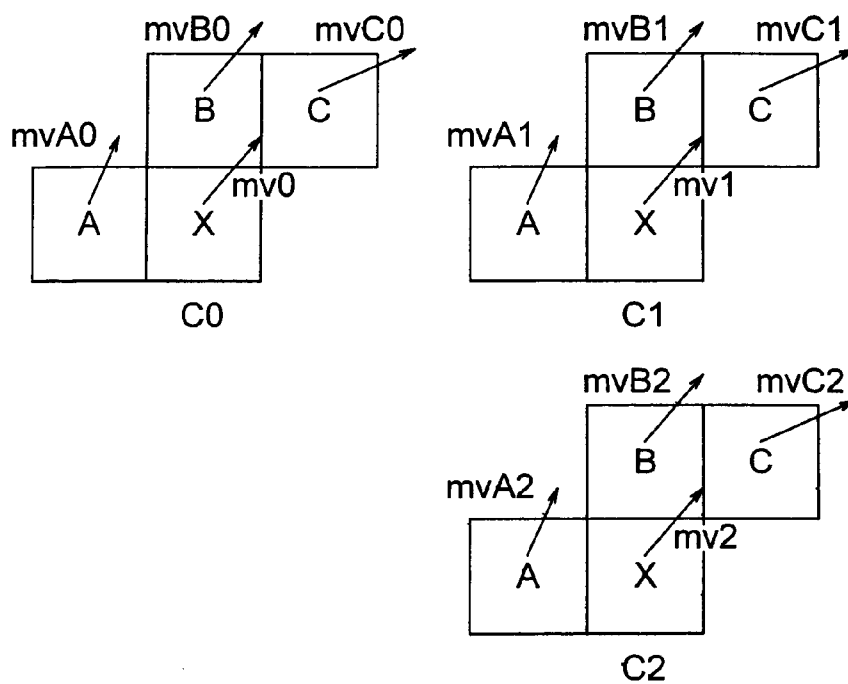 mvB0 mvC0 mvB1 mvC1
B C B C
mvA0 mvA1
mv0 mv1
A X A X
C0 C1
mvB2 mvC2
B C
mvA2
mv2
A X
C2